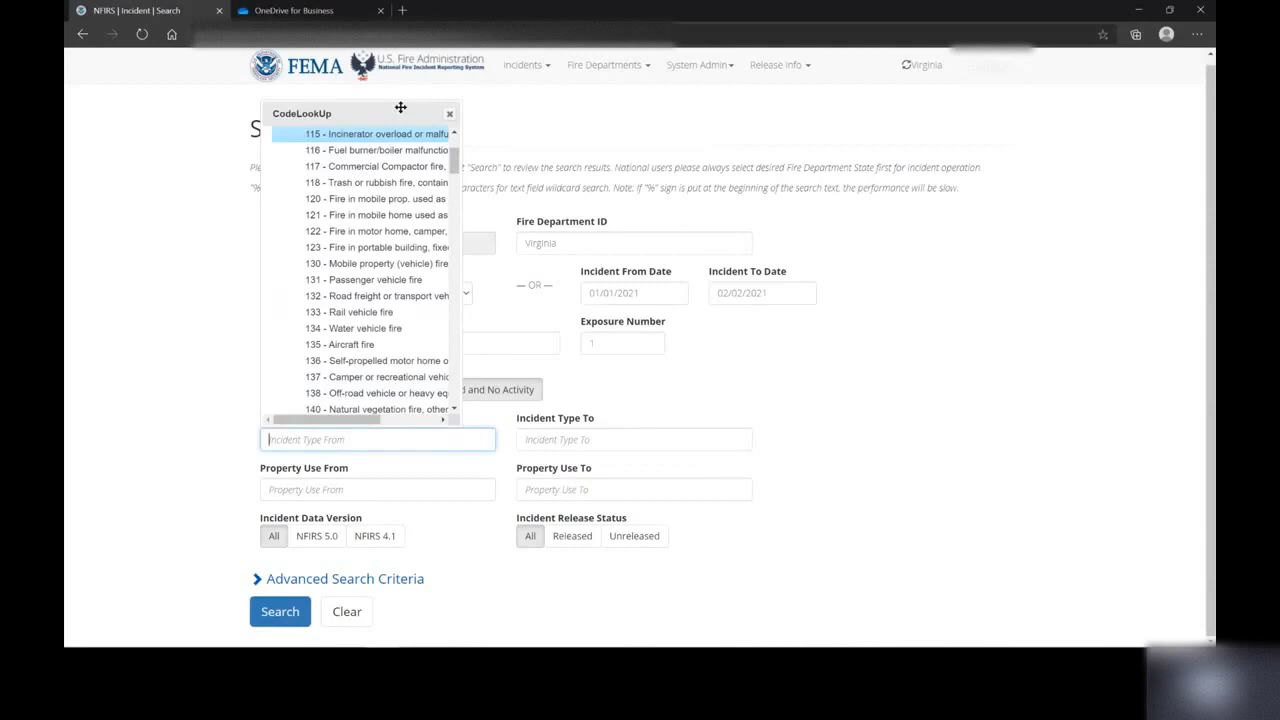 NFIRS | Incident | Search
OneDrive for Business
FEMA
U.S. Fire Administration
National Fire Incident Reporting System
Incidents
Fire Departments
System Admin
Release Info
Virginia
CodeLookUp
S
115 - Incinerator overload or malfu
116 - Fuel burner/boiler malfunctio
117 - Commercial Compactor fire,
118 - Trash or rubbish fire, contain
120 - Fire in mobile prop. used as
121 - Fire in mobile home used as
122 - Fire in motor home, camper,
123 - Fire in portable building, fixe
130 - Mobile property (vehicle) fire
131 - Passenger vehicle fire
132 - Road freight or transport veh
133 - Rail vehicle fire
134 - Water vehicle fire
135 - Aircraft fire
136 - Self-propelled motor home o
137 - Camper or recreational vehic
138 - Off-road vehicle or heavy eq
140 - Natural vegetation fire, other
Ple
t "Search" to review the search results. National users please always select desired Fire Department State first for incident operation.
"%
aracters for text field wildcard search. Note: If "%" sign is put at the beginning of the search text, the performance will be slow.
Fire Department ID
Virginia
— OR —
Incident From Date
Incident To Date
01/01/2021
02/02/2021
Exposure Number
1
d and No Activity
Incident Type To
Incident Type From
Incident Type To
Property Use From
Property Use To
Property Use From
Property Use To
Incident Data Version
Incident Release Status
All
NFIRS 5.0
NFIRS 4.1
All
Released
Unreleased
Advanced Search Criteria
Search
Clear